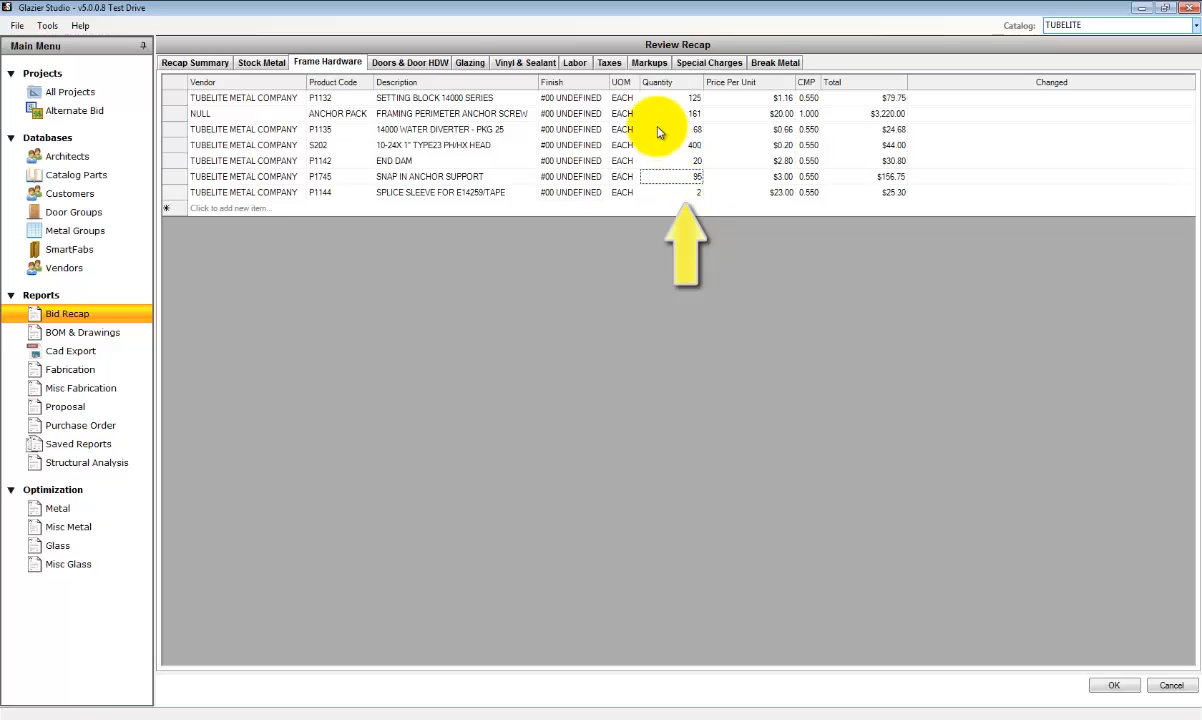 Glazier Studio - v5.0.0.8 Test Drive
File Tools Help
Catalog: TUBELITE
Main Menu
Review Recap
Recap Summary Stock Metal Frame Hardware Doors & Door HDW Glazing Vinyl & Sealant Labor Taxes Markups Special Charges Break Metal
Vendor Product Code Description Finish UOM Quantity Price Per Unit CMP Total Changed
TUBELITE METAL COMPANY P1132 SETTING BLOCK 14000 SERIES #00 UNDEFINED EACH 125 $1.16 0.550 $79.75
NULL ANCHOR PACK FRAMING PERIMETER ANCHOR SCREW #00 UNDEFINED EACH 161 $20.00 1.000 $3,220.00
TUBELITE METAL COMPANY P1135 14000 WATER DIVERTER - PKG 25 #00 UNDEFINED EACH 68 $0.66 0.550 $24.68
TUBELITE METAL COMPANY S202 10-24X 1" TYPE23 PH/HX HEAD #00 UNDEFINED EACH 400 $0.20 0.550 $44.00
TUBELITE METAL COMPANY P1142 END DAM #00 UNDEFINED EACH 20 $2.80 0.550 $30.80
TUBELITE METAL COMPANY P1745 SNAP IN ANCHOR SUPPORT #00 UNDEFINED EACH 95 $3.00 0.550 $156.75
TUBELITE METAL COMPANY P1144 SPLICE SLEEVE FOR E14259/TAPE #00 UNDEFINED EACH 2 $23.00 0.550 $25.30
Click to add new item...
Projects
All Projects
Alternate Bid
Databases
Architects
Catalog Parts
Customers
Door Groups
Metal Groups
SmartFabs
Vendors
Reports
Bid Recap
BOM & Drawings
Cad Export
Fabrication
Misc Fabrication
Proposal
Purchase Order
Saved Reports
Structural Analysis
Optimization
Metal
Misc Metal
Glass
Misc Glass
OK Cancel